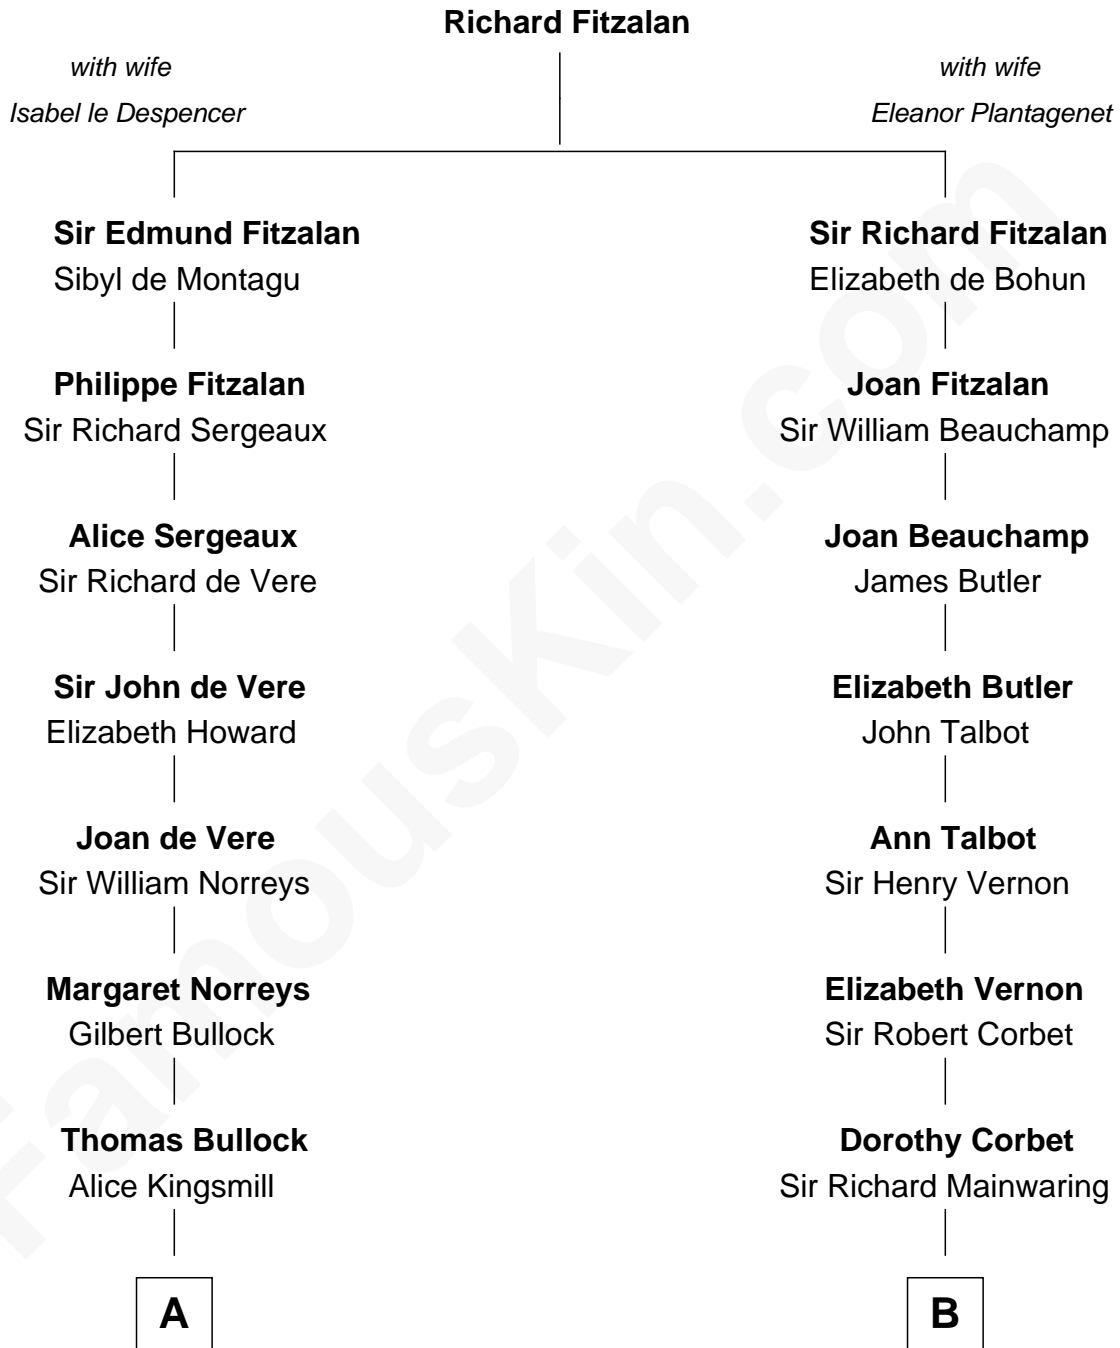 Richard Fitzalan
with wife
Isabel le Despencer
with wife
Eleanor Plantagenet
Sir Edmund Fitzalan
Sibyl de Montagu
Philippe Fitzalan
Sir Richard Sergeaux
Alice Sergeaux
Sir Richard de Vere
Sir John de Vere
Elizabeth Howard
Joan de Vere
Sir William Norreys
Margaret Norreys
Gilbert Bullock
Thomas Bullock
Alice Kingsmill
A
Sir Richard Fitzalan
Elizabeth de Bohun
Joan Fitzalan
Sir William Beauchamp
Joan Beauchamp
James Butler
Elizabeth Butler
John Talbot
Ann Talbot
Sir Henry Vernon
Elizabeth Vernon
Sir Robert Corbet
Dorothy Corbet
Sir Richard Mainwaring
B
FamousKin.com